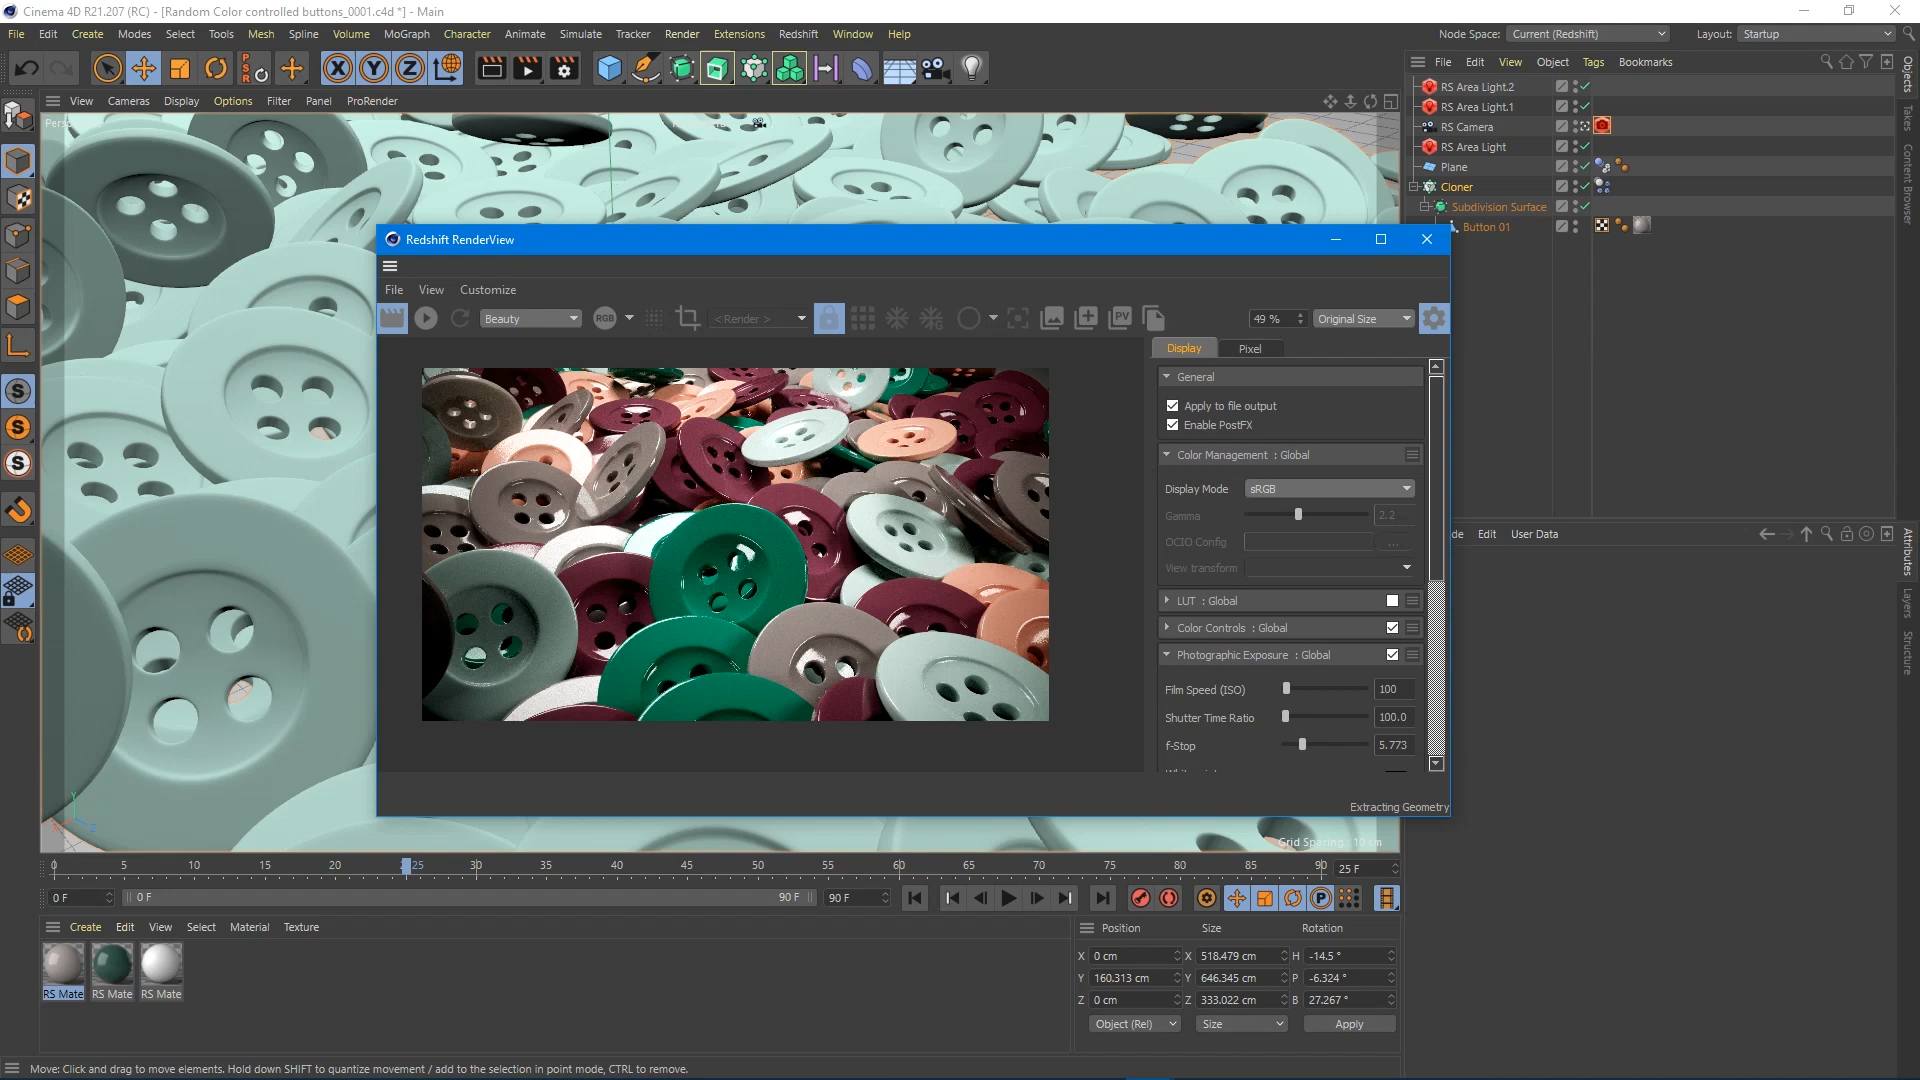 Cinema 4D R21.207 (RC) - [Random Color controlled buttons_0001.c4d *] - Main
File Edit Create Modes Select Tools Mesh Spline Volume MoGraph Character Animate Simulate Tracker Render Extensions Redshift Window Help
Node Space: Current (Redshift) Layout: Startup
PSR
X Y Z
File Edit View Object Tags Bookmarks
View Cameras Display Options Filter Panel ProRender
Objects
Takes
Content Browser
RS Area Light.2
RS Area Light.1
RS Camera
RS Area Light
Plane
Cloner
Subdivision Surface
Button 01
Redshift RenderView
File View Customize
Beauty RGB < Render > PV 49 % Original Size
Display Pixel
General
Apply to file output
Enable PostFX
Color Management : Global
Display Mode sRGB
Gamma 2.2
OCIO Config ...
View transform
LUT : Global
Color Controls : Global
Photographic Exposure : Global
Film Speed (ISO) 100
Shutter Time Ratio 100.0
f-Stop 5.773
Extracting Geometry
Edit User Data
Attributes
Layers
Structure
S
S
S
Y
X Z
0 5 10 15 20 25 30 35 40 45 50 55 60 65 70 75 80 85 90 25 F
0 F 0 F 90 F 90 F P
Create Edit View Select Material Texture
RS Mate RS Mate RS Mate
Position Size Rotation
X 0 cm X 518.479 cm H -14.5 °
Y 160.313 cm Y 646.345 cm P -6.324 °
Z 0 cm Z 333.022 cm B 27.267 °
Object (Rel) Size Apply
Move: Click and drag to move elements. Hold down SHIFT to quantize movement / add to the selection in point mode, CTRL to remove.